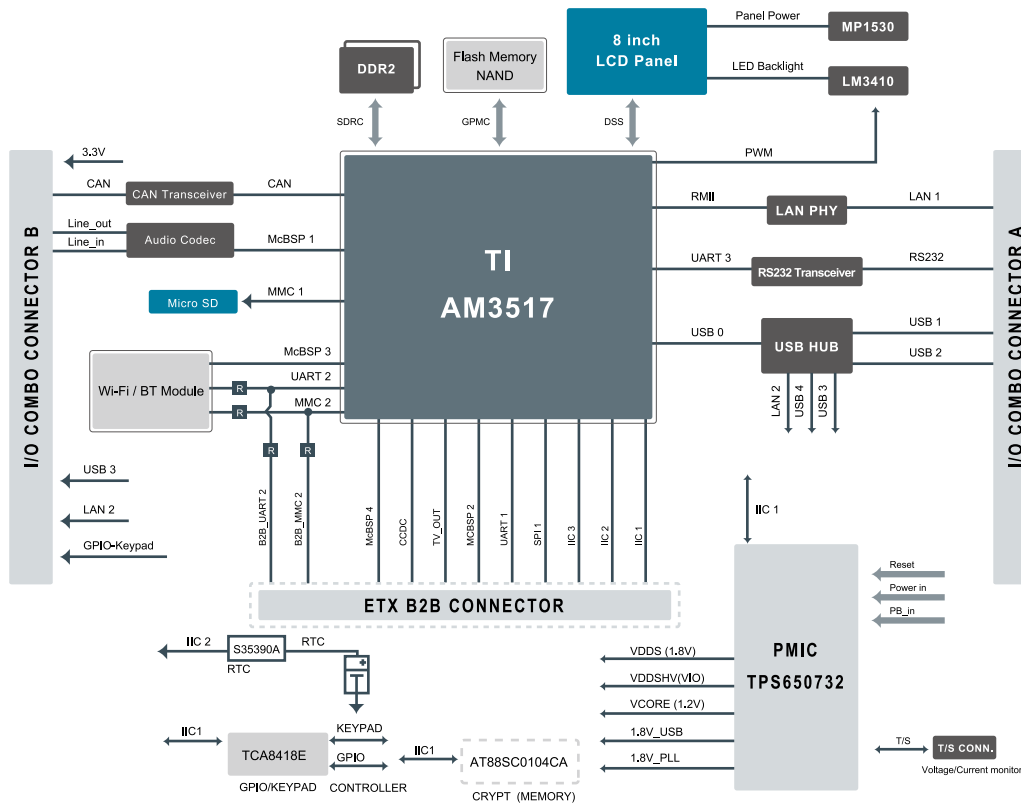 Panel Power
MP1530
8 inch
LCD Panel
LED Backlight
LM3410
DDR2
Flash Memory
NAND
SDRC
GPMC
DSS
PWM
3.3V
CAN
CAN Transceiver
CAN
Line_out
Line_in
Audio Codec
McBSP 1
Micro SD
MMC 1
McBSP 3
UART 2
MMC 2
Wi-Fi / BT Module
R
R
R
R
TI
AM3517
RMII
LAN PHY
LAN 1
UART 3
RS232 Transceiver
RS232
USB 0
USB HUB
USB 1
USB 2
LAN 2
USB 4
USB 3
I/O COMBO CONNECTOR B
I/O COMBO CONNECTOR A
USB 3
LAN 2
GPIO-Keypad
B2B_UART 2
B2B_MMC 2
McBSP 4
CCDC
TV_OUT
MCBSP 2
UART 1
SPI 1
IIC 3
IIC 2
IIC 1
ETX B2B CONNECTOR
IIC 1
Reset
Power in
PB_in
PMIC
TPS650732
VDDS (1.8V)
VDDSHV(VIO)
VCORE (1.2V)
1.8V_USB
1.8V_PLL
T/S
T/S CONN.
Voltage/Current monitor
IIC 2
S35390A
RTC
RTC
IIC1
TCA8418E
GPIO/KEYPAD
KEYPAD
GPIO
CONTROLLER
IIC1
AT88SC0104CA
CRYPT (MEMORY)